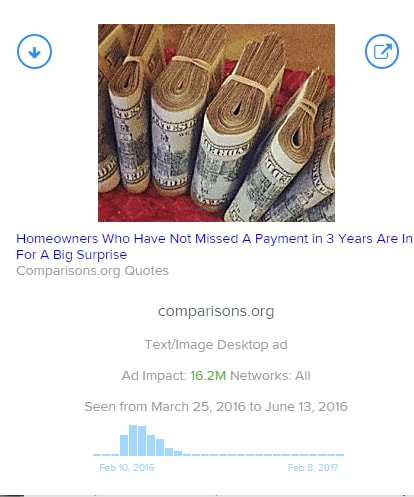 Homeowners Who Have Not Missed A Payment in 3 Years Are In
For A Big Surprise
Comparisons.org Quotes
comparisons.org
Text/Image Desktop ad
Ad Impact: 16.2M Networks: All
Seen from March 25, 2016 to June 13, 2016
Feb 10, 2016 Feb 8, 2017